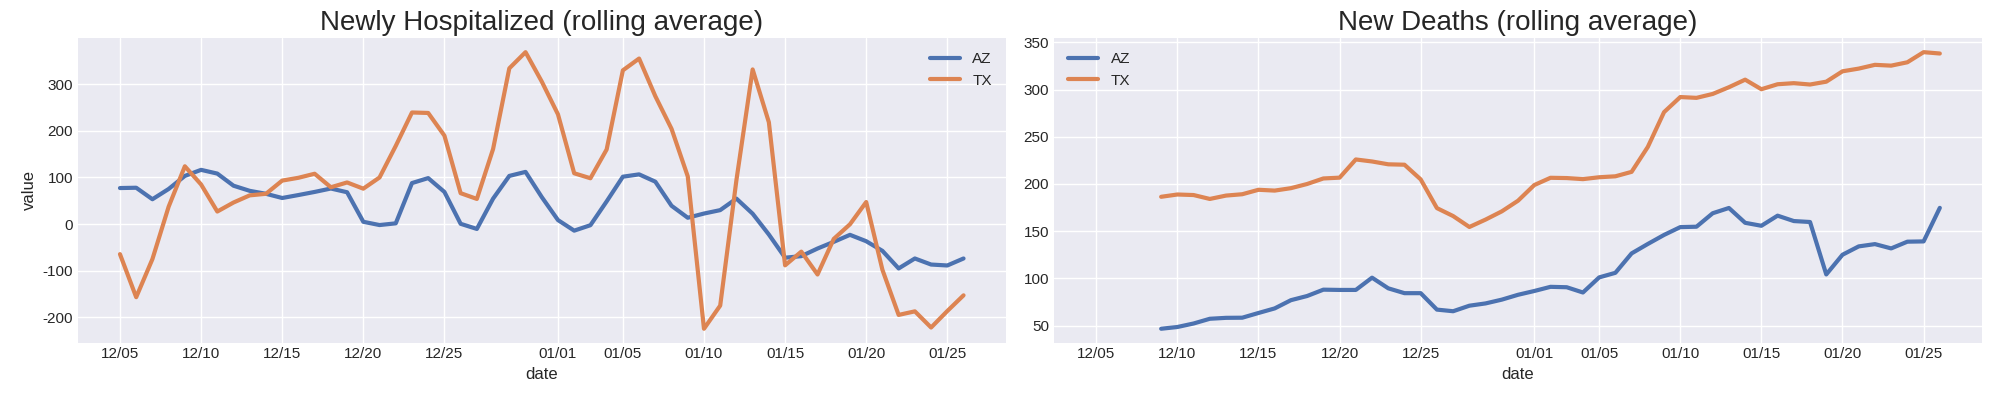 Newly Hospitalized (rolling average)
AZ
TX
300
200
100
0
-100
-200
value
12/05 12/10 12/15 12/20 12/25 01/01 01/05 01/10 01/15 01/20 01/25
date
New Deaths (rolling average)
AZ
TX
350
300
250
200
150
100
50
12/05 12/10 12/15 12/20 12/25 01/01 01/05 01/10 01/15 01/20 01/25
date